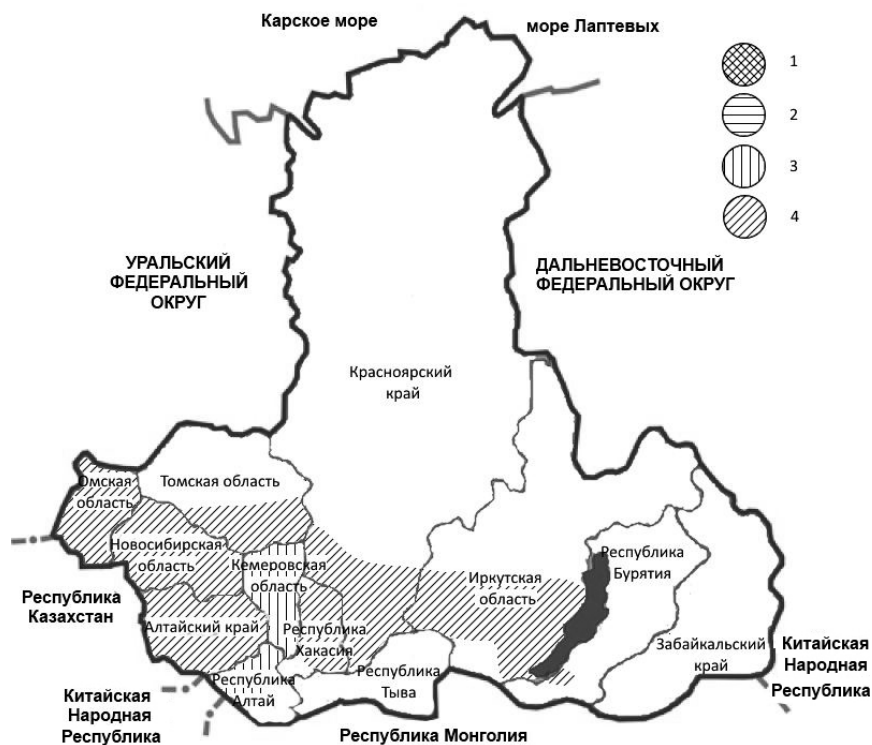 Карское море
море Лаптевых
1
2
3
4
УРАЛЬСКИЙ
ФЕДЕРАЛЬНЫЙ
ОКРУГ
ДАЛЬНЕВОСТОЧНЫЙ
ФЕДЕРАЛЬНЫЙ ОКРУГ
Красноярский
край
Омская
область
Томская область
Новосибирская
область
Кемеровская
область
Иркутская
область
Республика
Бурятия
Республика
Казахстан
Алтайский край
Республика
Хакасия
Забайкальский
край
Республика
Алтай
Республика
Тыва
Китайская
Народная
Республика
Китайская
Народная
Республика
Республика Монголия